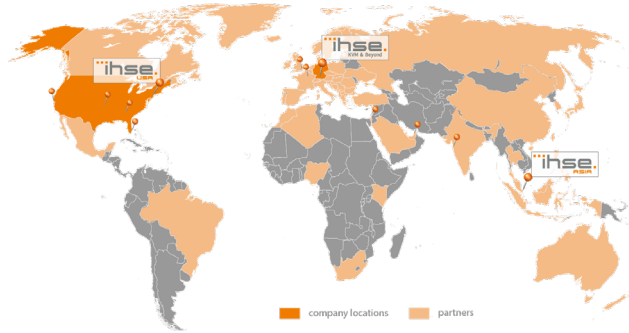 ihse.
KVM & Beyond
ihse.
USA
ihse.
ASIA
company locations
partners